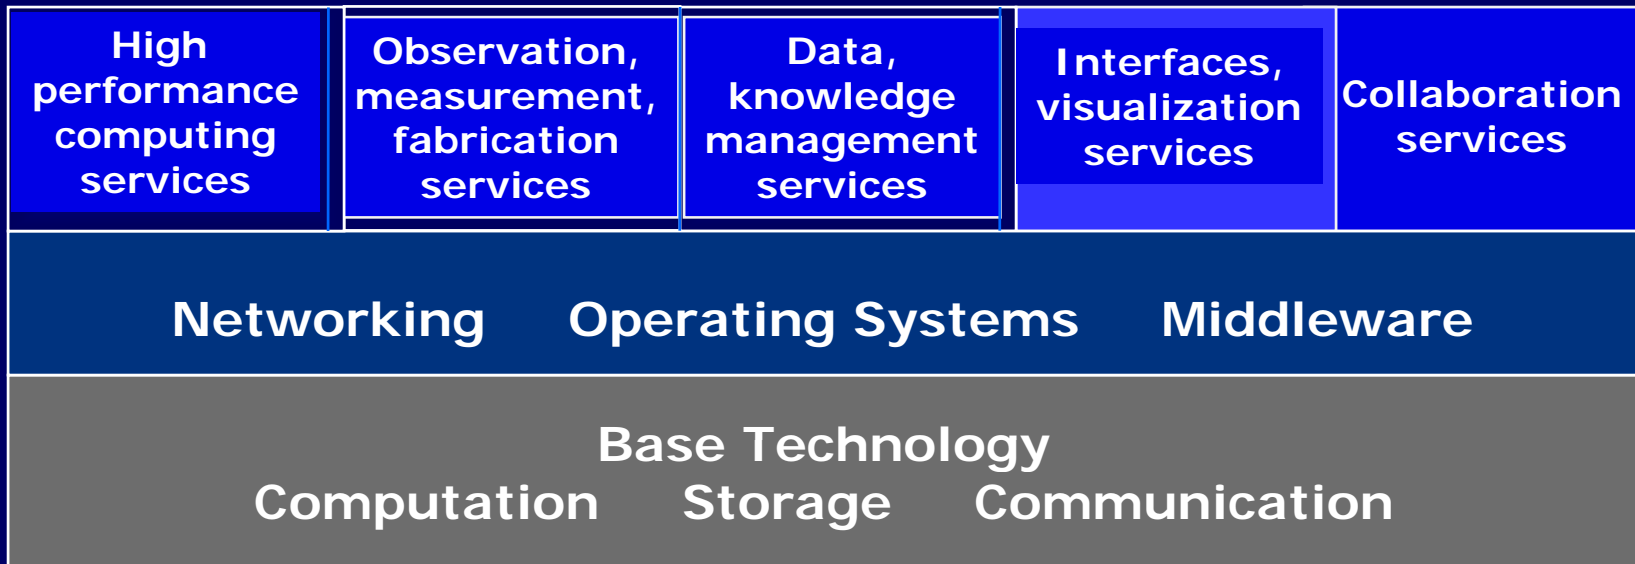 High
performance
computing
services
Observation,
measurement,
fabrication
services
Data,
knowledge
management
services
Interfaces,
visualization
services
Collaboration
services
Networking Operating Systems Middleware
Base Technology
Computation Storage Communication